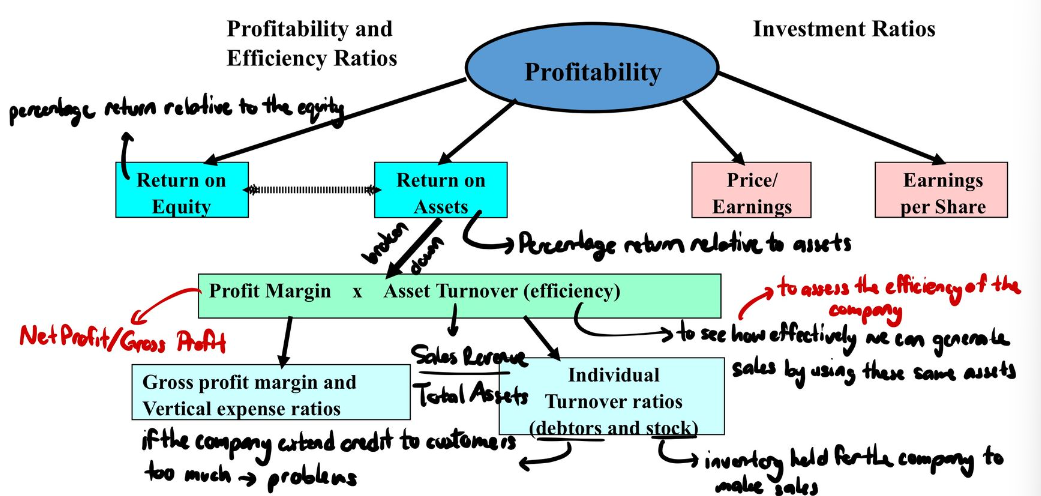 Profitability and
Efficiency Ratios
Profitability
Investment Ratios
percentage return relative to the equity
Return on
Equity
Return on
Assets
Price/
Earnings
Earnings
per Share
broken
down
Percentage return relative to assets
Profit Margin x Asset Turnover (efficiency)
to assess the efficiency of the
company
Net Profit/Gross Profit
to see how effectively we can generate
sales by using these same assets
Sales Revenue
Total Assets
Gross profit margin and
Vertical expense ratios
Individual
Turnover ratios
(debtors and stock)
if the company extend credit to customers
too much → problems
inventory held for the company to
make sales